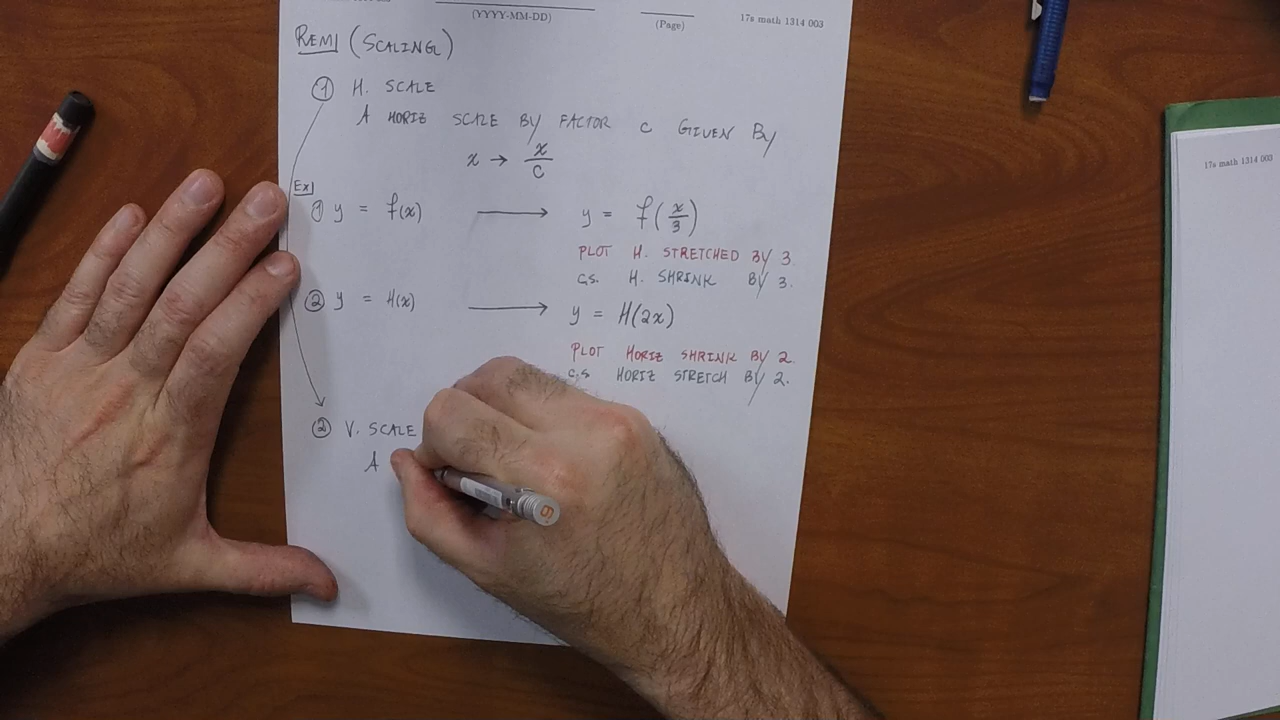 (YYYY-MM-DD)
(Page)
17s math 1314 003
REM (SCALING)
① H. SCALE
A HORIZ SCALE BY FACTOR C GIVEN BY
x → x/c
Ex
① y = f(x) → y = f(x/3)
PLOT H. STRETCHED BY 3.
C.S. H. SHRINK BY 3.
② y = H(x) → y = H(2x)
PLOT HORIZ SHRINK BY 2.
C.S. HORIZ STRETCH BY 2.
② V. SCALE
A
17s math 1314 003